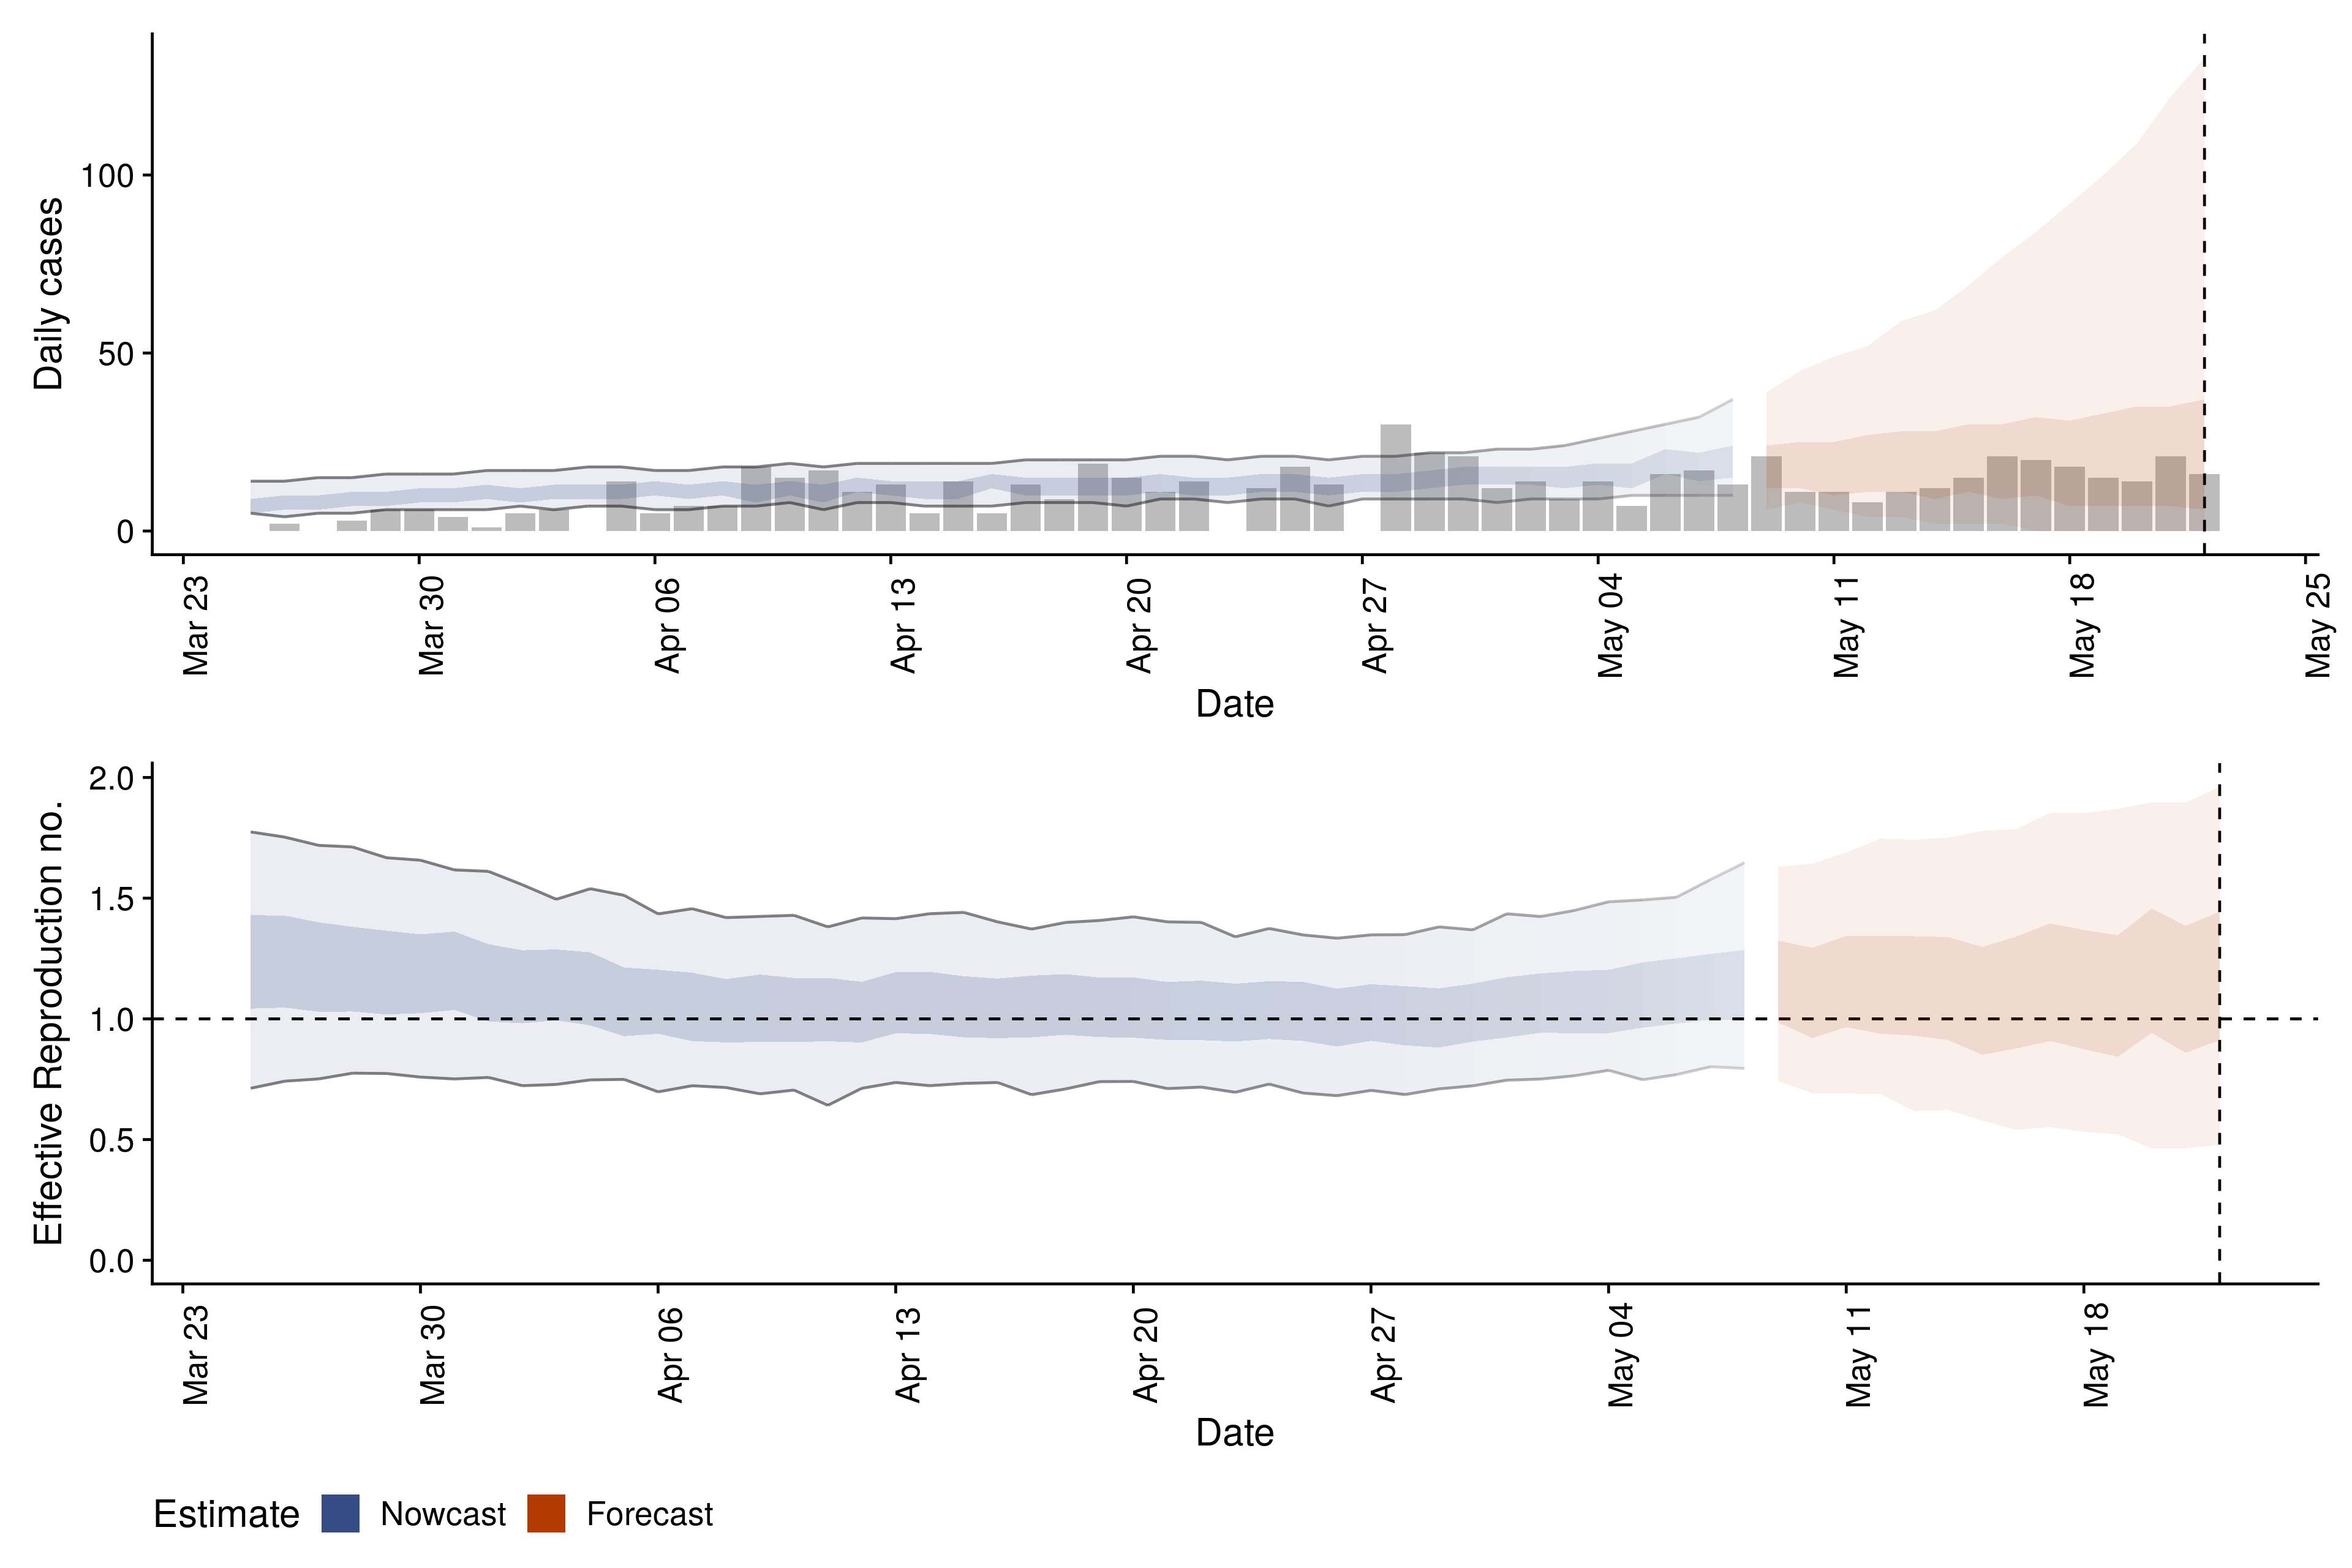 Daily cases
100
50
0
Mar 23
Mar 30
Apr 06
Apr 13
Apr 20
Apr 27
May 04
May 11
May 18
May 25
Date
Effective Reproduction no.
2.0
1.5
1.0
0.5
0.0
Mar 23
Mar 30
Apr 06
Apr 13
Apr 20
Apr 27
May 04
May 11
May 18
Date
Estimate Nowcast Forecast